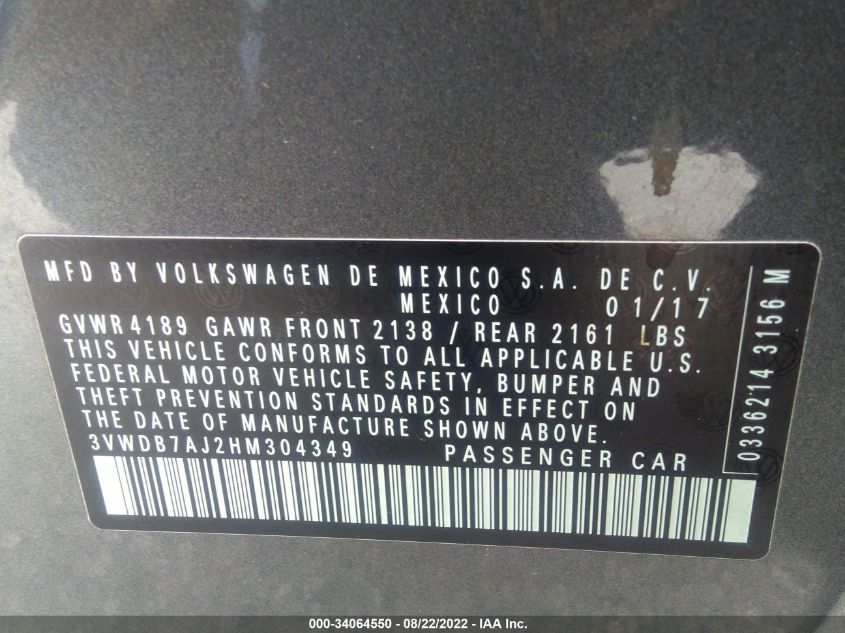 MFD BY VOLKSWAGEN DE MEXICO S.A. DE C.V.
MEXICO 01/17
GVWR 4189 GAWR FRONT 2138 / REAR 2161 LBS
THIS VEHICLE CONFORMS TO ALL APPLICABLE U.S.
FEDERAL MOTOR VEHICLE SAFETY, BUMPER AND
THEFT PREVENTION STANDARDS IN EFFECT ON
THE DATE OF MANUFACTURE SHOWN ABOVE.
3VWDB7AJ2HM304349 PASSENGER CAR
0336214 3156 M
000-34064550 - 08/22/2022 - IAA Inc.